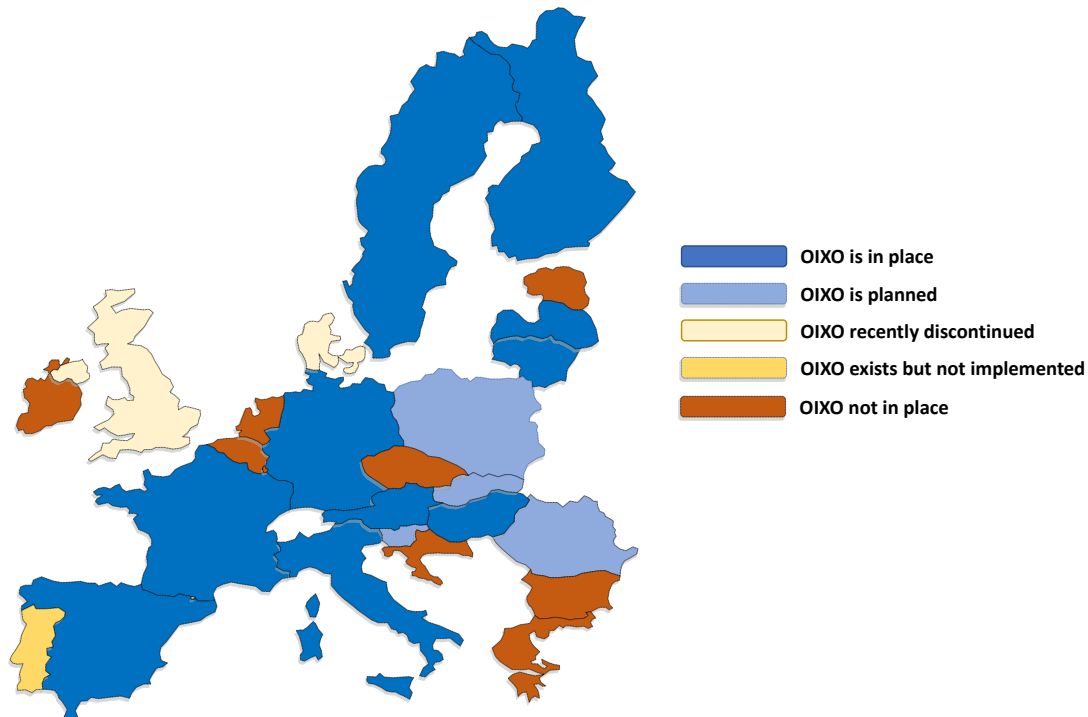 OIXO is in place
OIXO is planned
OIXO recently discontinued
OIXO exists but not implemented
OIXO not in place